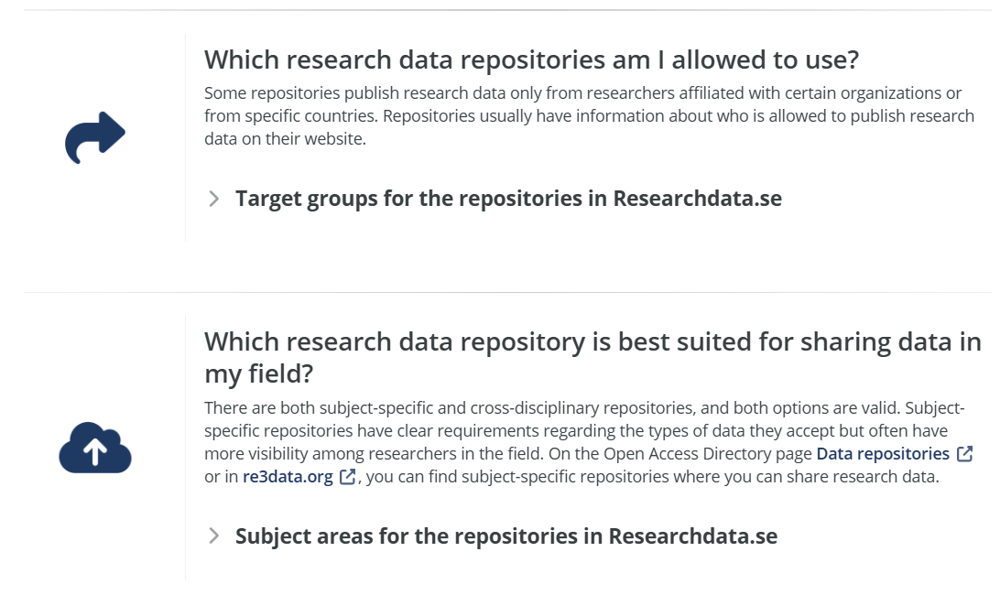 Which research data repositories am I allowed to use?
Some repositories publish research data only from researchers affiliated with certain organizations or
from specific countries. Repositories usually have information about who is allowed to publish research
data on their website.
Target groups for the repositories in Researchdata.se
Which research data repository is best suited for sharing data in
my field?
There are both subject-specific and cross-disciplinary repositories, and both options are valid. Subject-
specific repositories have clear requirements regarding the types of data they accept but often have
more visibility among researchers in the field. On the Open Access Directory page Data repositories
or in re3data.org , you can find subject-specific repositories where you can share research data.
Subject areas for the repositories in Researchdata.se